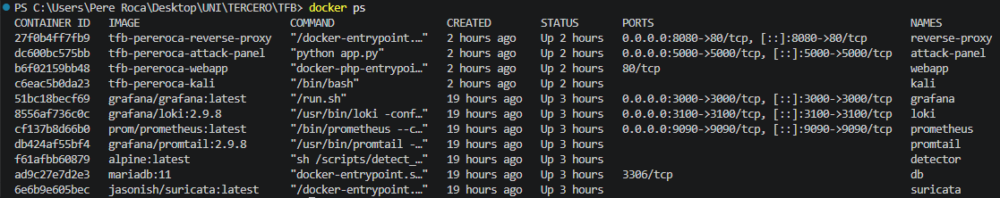 PS C:\Users\Pere Roca\Desktop\UNI\TERCERO\TFB> docker ps
CONTAINER ID IMAGE COMMAND CREATED STATUS PORTS NAMES
27f0b4ff7fb9 tfb-pereroca-reverse-proxy "/docker-entrypoint.…" 2 hours ago Up 2 hours 0.0.0.0:8080->80/tcp, [::]:8080->80/tcp reverse-proxy
dc600bc575bb tfb-pereroca-attack-panel "python app.py" 2 hours ago Up 2 hours 0.0.0.0:5000->5000/tcp, [::]:5000->5000/tcp attack-panel
b6f02159bb48 tfb-pereroca-webapp "docker-php-entrypoi…" 2 hours ago Up 2 hours 80/tcp webapp
c6eac5b0da23 tfb-pereroca-kali "/bin/bash" 2 hours ago Up 2 hours kali
51bc18becf69 grafana/grafana:latest "/run.sh" 19 hours ago Up 3 hours 0.0.0.0:3000->3000/tcp, [::]:3000->3000/tcp grafana
8556af736c0c grafana/loki:2.9.8 "/usr/bin/loki -conf…" 19 hours ago Up 3 hours 0.0.0.0:3100->3100/tcp, [::]:3100->3100/tcp loki
cf137b8d66b0 prom/prometheus:latest "/bin/prometheus --c…" 19 hours ago Up 3 hours 0.0.0.0:9090->9090/tcp, [::]:9090->9090/tcp prometheus
db424af55bf4 grafana/promtail:2.9.8 "/usr/bin/promtail -…" 19 hours ago Up 3 hours promtail
f61afbb60879 alpine:latest "sh /scripts/detect_…" 19 hours ago Up 3 hours detector
ad9c27e7d2e3 mariadb:11 "docker-entrypoint.s…" 19 hours ago Up 3 hours 3306/tcp db
6e6b9e605bec jasonish/suricata:latest "/docker-entrypoint.…" 19 hours ago Up 3 hours suricata